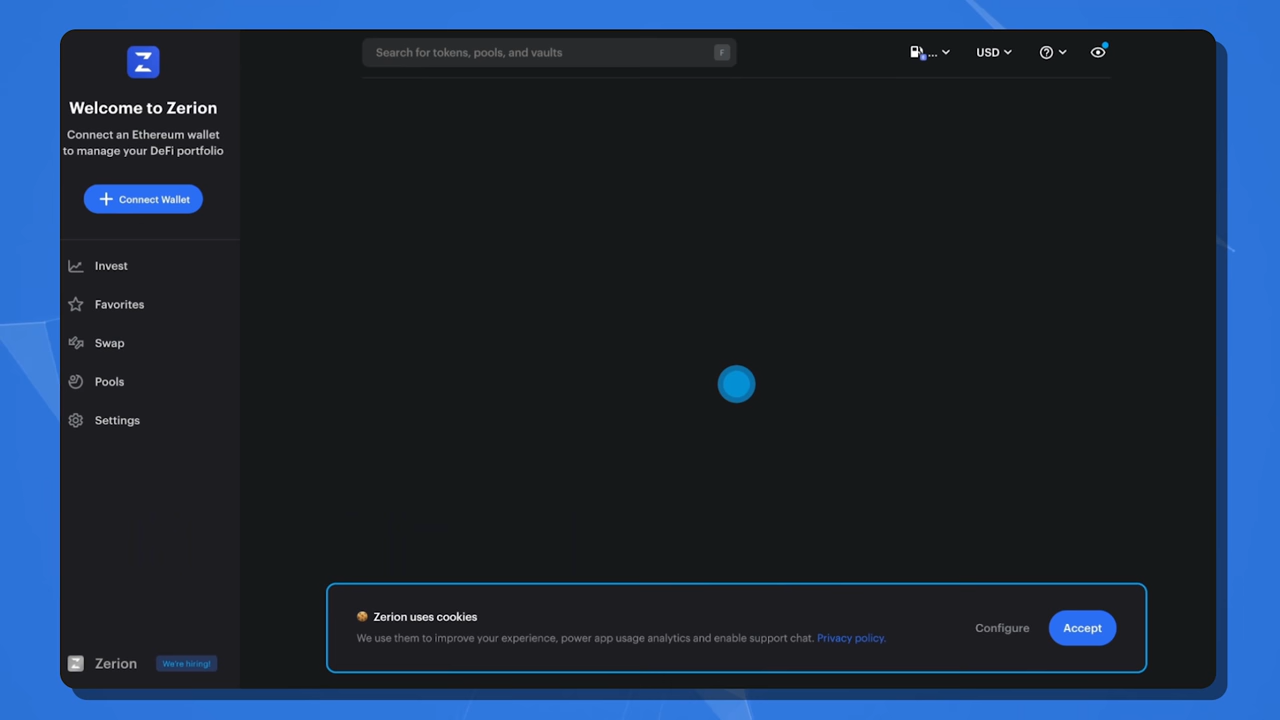 Search for tokens, pools, and vaults
F
...
USD
Welcome to Zerion
Connect an Ethereum wallet
to manage your DeFi portfolio
Connect Wallet
Invest
Favorites
Swap
Pools
Settings
Zerion uses cookies
We use them to improve your experience, power app usage analytics and enable support chat. Privacy policy.
Configure
Accept
Zerion
We're hiring!